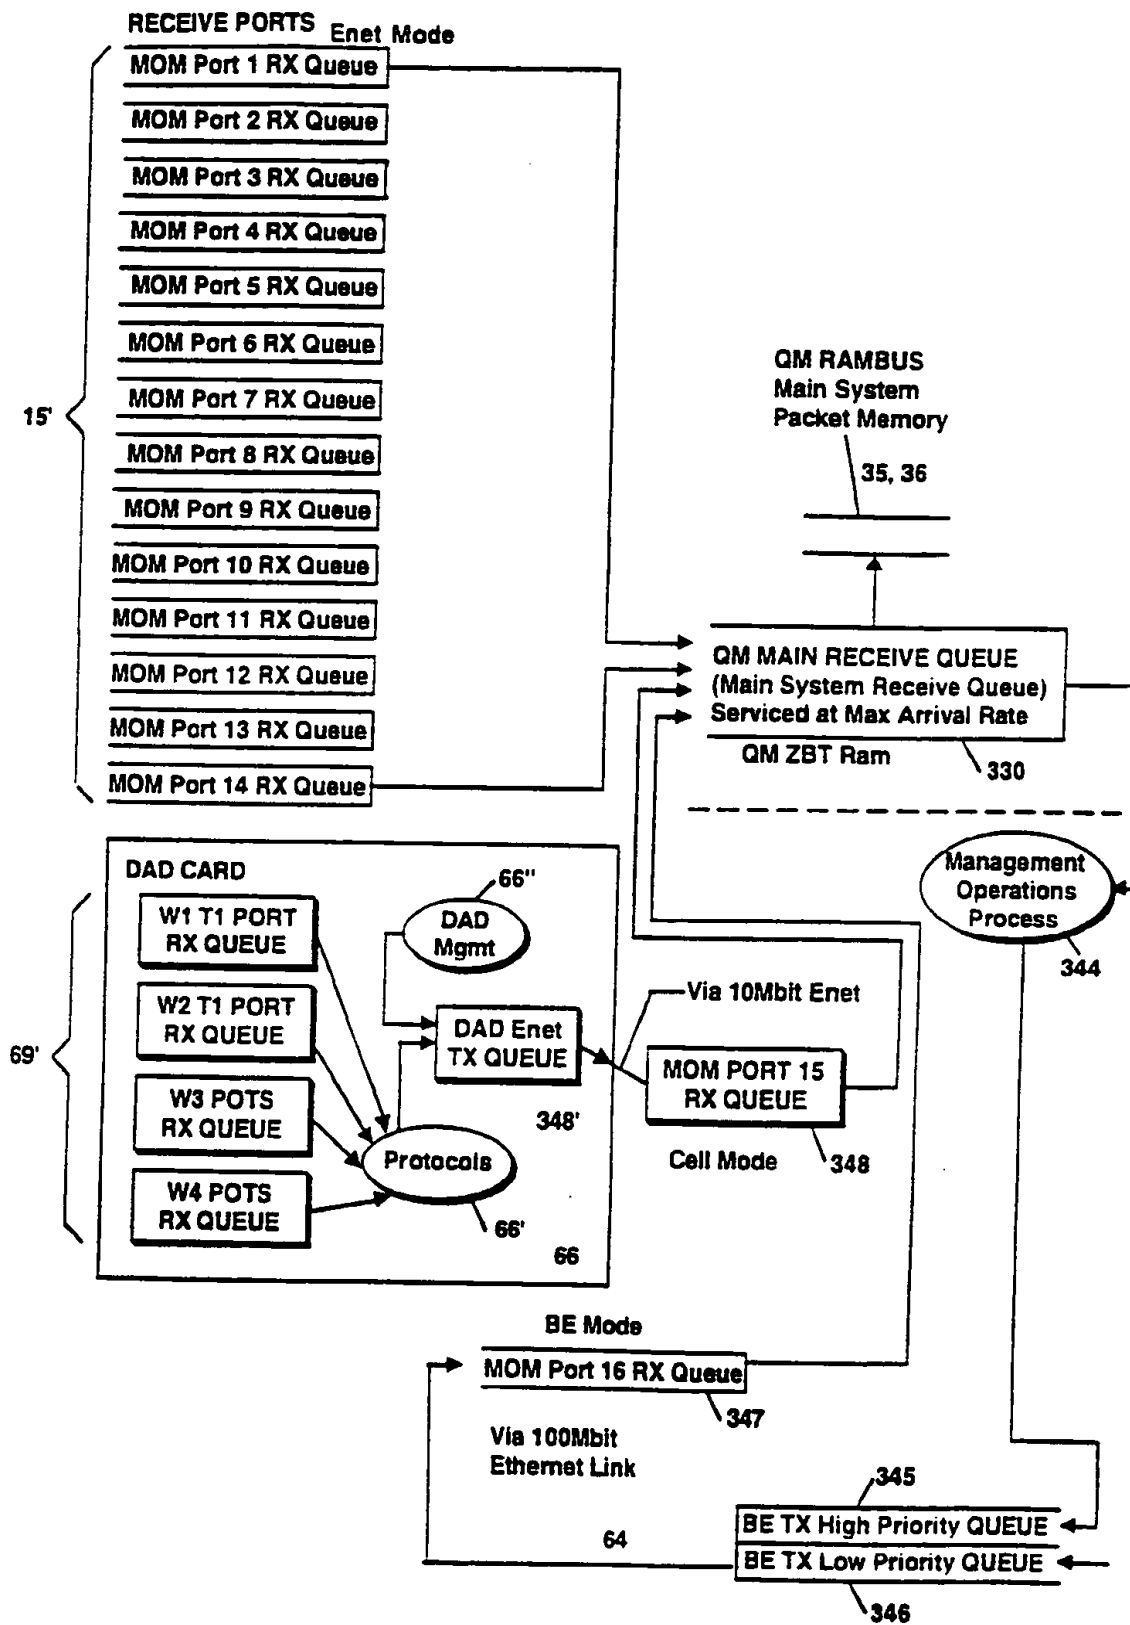 RECEIVE PORTS
Enet Mode
MOM Port 1 RX Queue
MOM Port 2 RX Queue
MOM Port 3 RX Queue
MOM Port 4 RX Queue
MOM Port 5 RX Queue
MOM Port 6 RX Queue
MOM Port 7 RX Queue
MOM Port 8 RX Queue
MOM Port 9 RX Queue
MOM Port 10 RX Queue
MOM Port 11 RX Queue
MOM Port 12 RX Queue
MOM Port 13 RX Queue
MOM Port 14 RX Queue
15'
QM RAMBUS
Main System
Packet Memory
35, 36
QM MAIN RECEIVE QUEUE
(Main System Receive Queue)
Serviced at Max Arrival Rate
QM ZBT Ram
330
Management
Operations
Process
344
DAD CARD
W1 T1 PORT
RX QUEUE
W2 T1 PORT
RX QUEUE
W3 POTS
RX QUEUE
W4 POTS
RX QUEUE
69'
66"
DAD
Mgmt
DAD Enet
TX QUEUE
348'
Protocols
66'
66
Via 10Mbit Enet
MOM PORT 15
RX QUEUE
Cell Mode
348
BE Mode
MOM Port 16 RX Queue
347
Via 100Mbit
Ethernet Link
64
345
BE TX High Priority QUEUE
BE TX Low Priority QUEUE
346